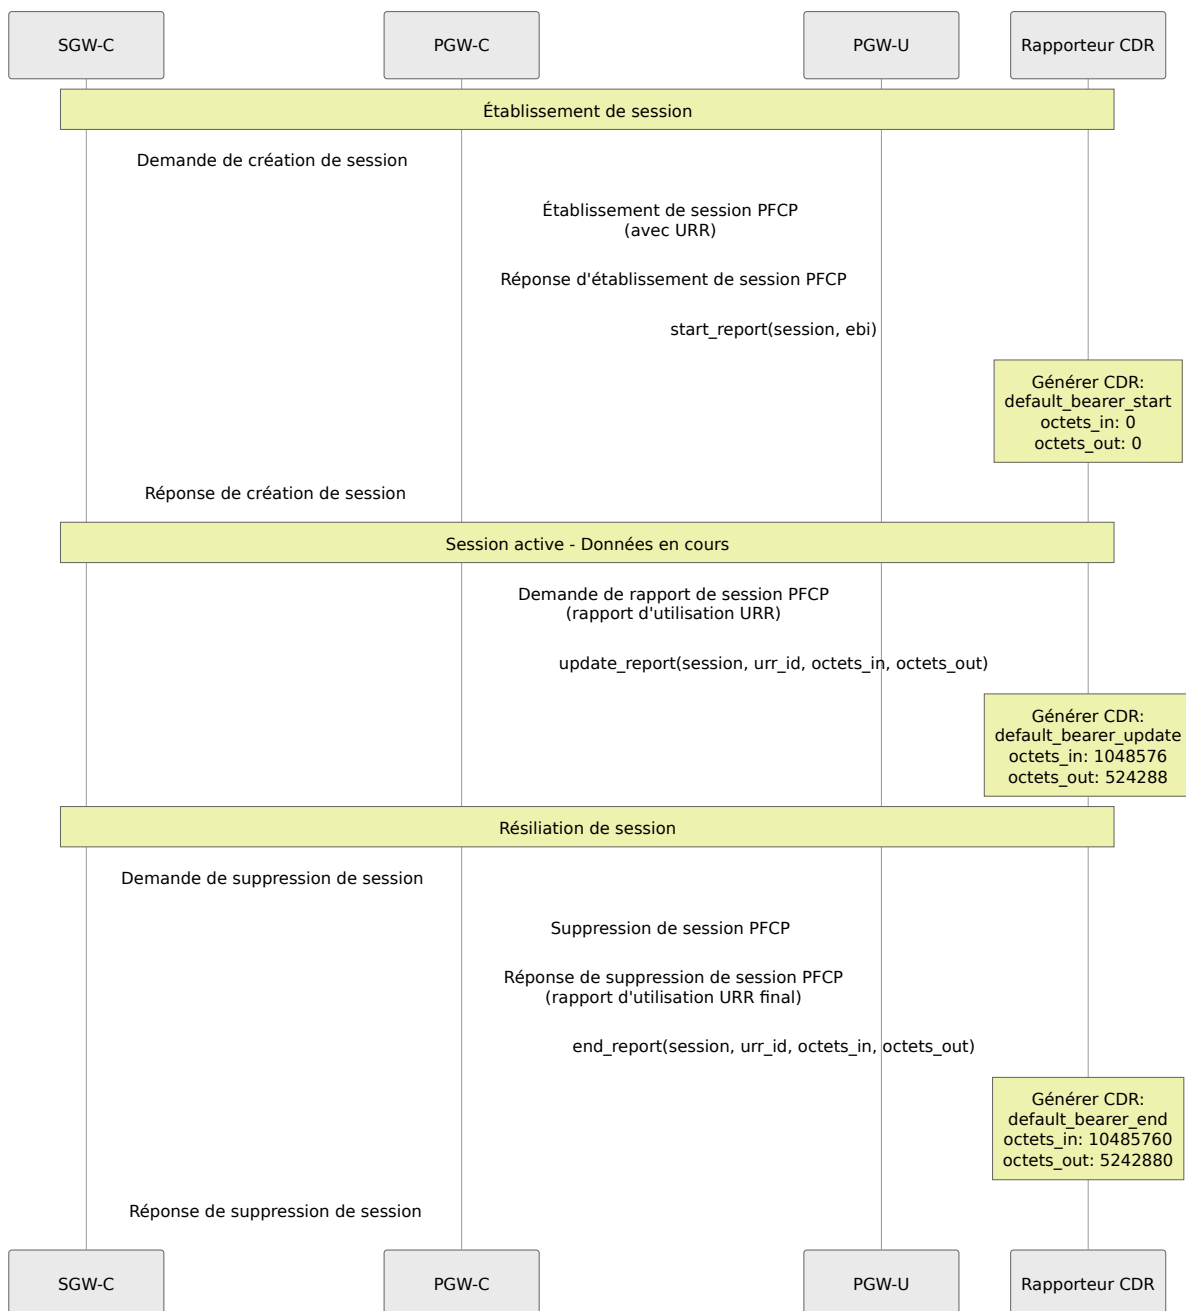 SGW-C
PGW-C
PGW-U
Rapporteur CDR
Établissement de session
Demande de création de session
Établissement de session PFCP
(avec URR)
Réponse d'établissement de session PFCP
start_report(session, ebi)
Générer CDR:
default_bearer_start
octets_in: 0
octets_out: 0
Réponse de création de session
Session active - Données en cours
Demande de rapport de session PFCP
(rapport d'utilisation URR)
update_report(session, urr_id, octets_in, octets_out)
Générer CDR:
default_bearer_update
octets_in: 1048576
octets_out: 524288
Résiliation de session
Demande de suppression de session
Suppression de session PFCP
Réponse de suppression de session PFCP
(rapport d'utilisation URR final)
end_report(session, urr_id, octets_in, octets_out)
Générer CDR:
default_bearer_end
octets_in: 10485760
octets_out: 5242880
Réponse de suppression de session
SGW-C
PGW-C
PGW-U
Rapporteur CDR